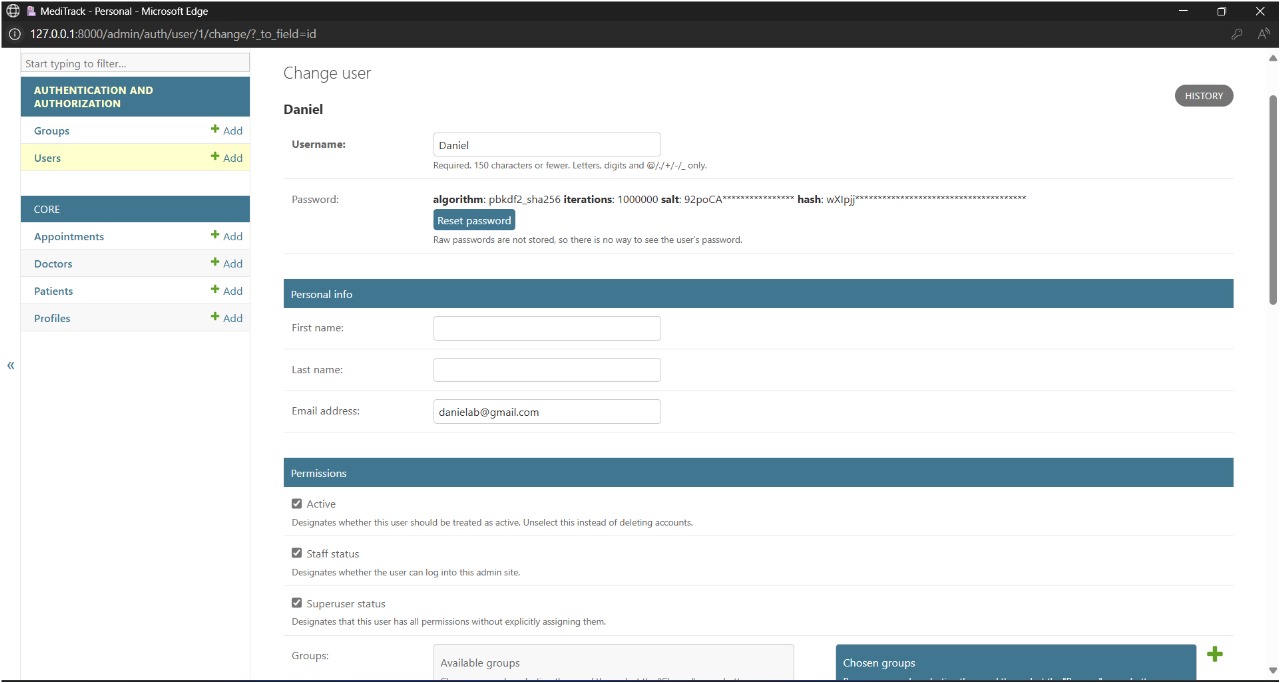 MediTrack - Personal - Microsoft Edge
127.0.0.1:8000/admin/auth/user/1/change/?_to_field=id
Start typing to filter...
AUTHENTICATION AND
AUTHORIZATION
Groups
Add
Users
Add
CORE
Appointments
Add
Doctors
Add
Patients
Add
Profiles
Add
«
Change user
HISTORY
Daniel
Username:
Daniel
Required. 150 characters or fewer. Letters, digits and @/./+/-/_ only.
Password:
algorithm: pbkdf2_sha256 iterations: 1000000 salt: 92poCA**************** hash: wXIpjj**************************************
Reset password
Raw passwords are not stored, so there is no way to see the user's password.
Personal info
First name:
Last name:
Email address:
danielab@gmail.com
Permissions
Active
Designates whether this user should be treated as active. Unselect this instead of deleting accounts.
Staff status
Designates whether the user can log into this admin site.
Superuser status
Designates that this user has all permissions without explicitly assigning them.
Groups:
Available groups
Chosen groups